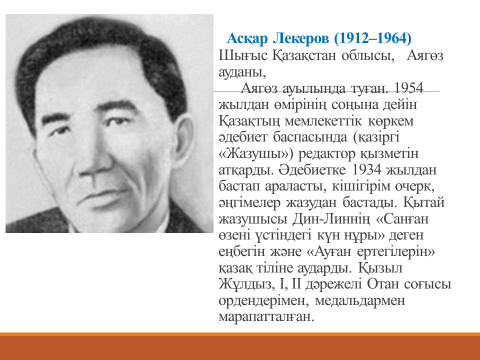 Асқар Лекеров (1912–1964)
Шығыс Қазақстан облысы, Аягөз
ауданы,
Аягөз ауылында туған. 1954
жылдан өмірінің соңына дейін
Қазақтың мемлекеттік көркем
әдебиет баспасында (қазіргі
«Жазушы») редактор қызметін
атқарды. Әдебиетке 1934 жылдан
бастап араласты, кішігірім очерк,
әңгімелер жазудан бастады. Қытай
жазушысы Дин-Линнің «Санған
өзені үстіндегі күн нұры» деген
еңбегін және «Ауған ертегілерін»
қазақ тіліне аударды. Қызыл
Жұлдыз, І, ІІ дәрежелі Отан соғысы
ордендерімен, медальдармен
марапатталған.